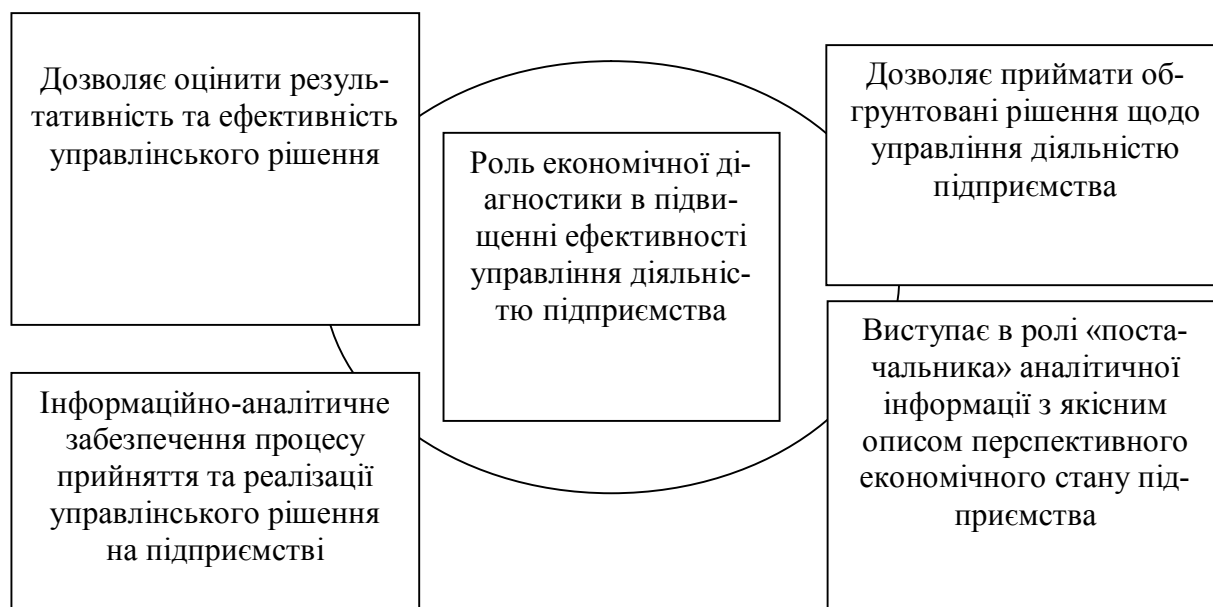 Дозволяє оцінити резуль-
тативність та ефективність
управлінського рішення
Роль економічної ді-
агностики в підви-
щенні ефективності
управління діяльніс-
тю підприємства
Дозволяє приймати об-
грунтовані рішення щодо
управління діяльністю
підприємства
Інформаційно-аналітичне
забезпечення процесу
прийняття та реалізації
управлінського рішення
на підприємстві
Виступає в ролі «поста-
чальника» аналітичної
інформації з якісним
описом перспективного
економічного стану під-
приємства